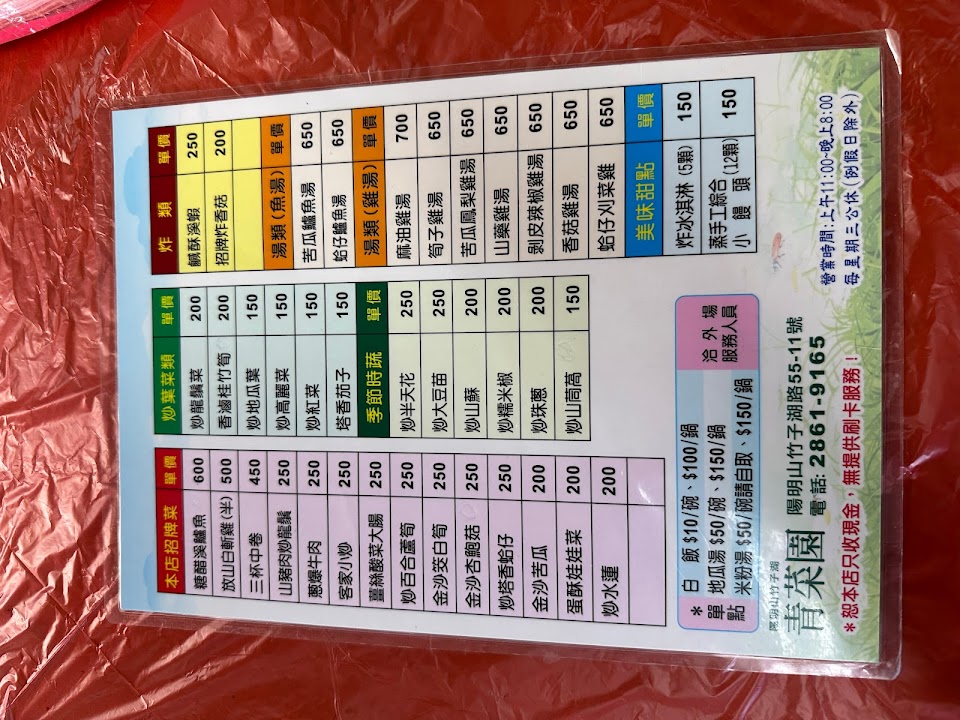 本店招牌菜 單價
糖醋溪鱸魚 600
放山白斬雞(半) 500
三杯中卷 450
山豬肉炒龍鬚 250
蔥爆牛肉 250
客家小炒 250
薑絲酸菜大腸 250
炒百合蘆筍 250
金沙筊白筍 250
金沙杏鮑菇 250
炒塔香蛤仔 250
金沙苦瓜 200
蛋酥娃娃菜 200
炒水蓮 200
炒葉菜類 單價
炒龍鬚菜 200
香滷桂竹筍 200
炒地瓜葉 150
炒高麗菜 150
炒紅菜 150
塔香茄子 150
季節時蔬 單價
炒半天花 250
炒大豆苗 250
炒山蘇 200
炒糯米椒 200
炒珠蔥 200
炒山茼萵 150
炸類 單價
鹹酥溪蝦 250
招牌炸香菇 200
湯類(魚湯) 單價
苦瓜鱸魚湯 650
蛤仔鱸魚湯 650
湯類(雞湯) 單價
麻油雞湯 700
筍子雞湯 650
苦瓜鳳梨雞湯 650
山藥雞湯 650
剝皮辣椒雞湯 650
香菇雞湯 650
蛤仔刈菜雞 650
美味甜點 單價
炸冰淇淋(5顆) 150
蒸手工綜合小饅頭(12顆) 150
*單點
白飯 $10/碗、$100/鍋
地瓜湯 $50/碗、$150/鍋
米粉湯 $50/碗請自取、$150/鍋
洽外場
服務人員
陽明山竹子湖
青菜園
陽明山竹子湖路55-11號
電話:2861-9165
*恕本店只收現金，無提供刷卡服務!
營業時間:上午11:00~晚上8:00
每星期三公休(例假日除外)